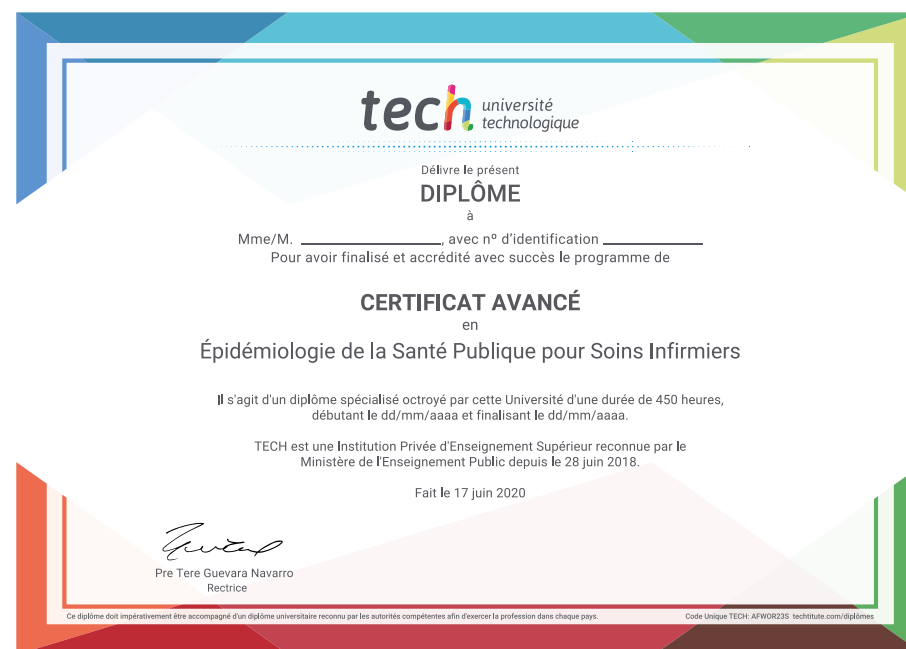 tech université
technologique
Délivre le présent
DIPLÔME
à
Mme/M. ____________________, avec nº d'identification ______________
Pour avoir finalisé et accrédité avec succès le programme de
CERTIFICAT AVANCÉ
en
Épidémiologie de la Santé Publique pour Soins Infirmiers
Il s'agit d'un diplôme spécialisé octroyé par cette Université d'une durée de 450 heures,
débutant le dd/mm/aaaa et finalisant le dd/mm/aaaa.
TECH est une Institution Privée d'Enseignement Supérieur reconnue par le
Ministère de l'Enseignement Public depuis le 28 juin 2018.
Fait le 17 juin 2020
Pre Tere Guevara Navarro
Rectrice
Ce diplôme doit impérativement être accompagné d'un diplôme universitaire reconnu par les autorités compétentes afin d'exercer la profession dans chaque pays.
Code Unique TECH: AFWOR23S techtitute.com/diplômes